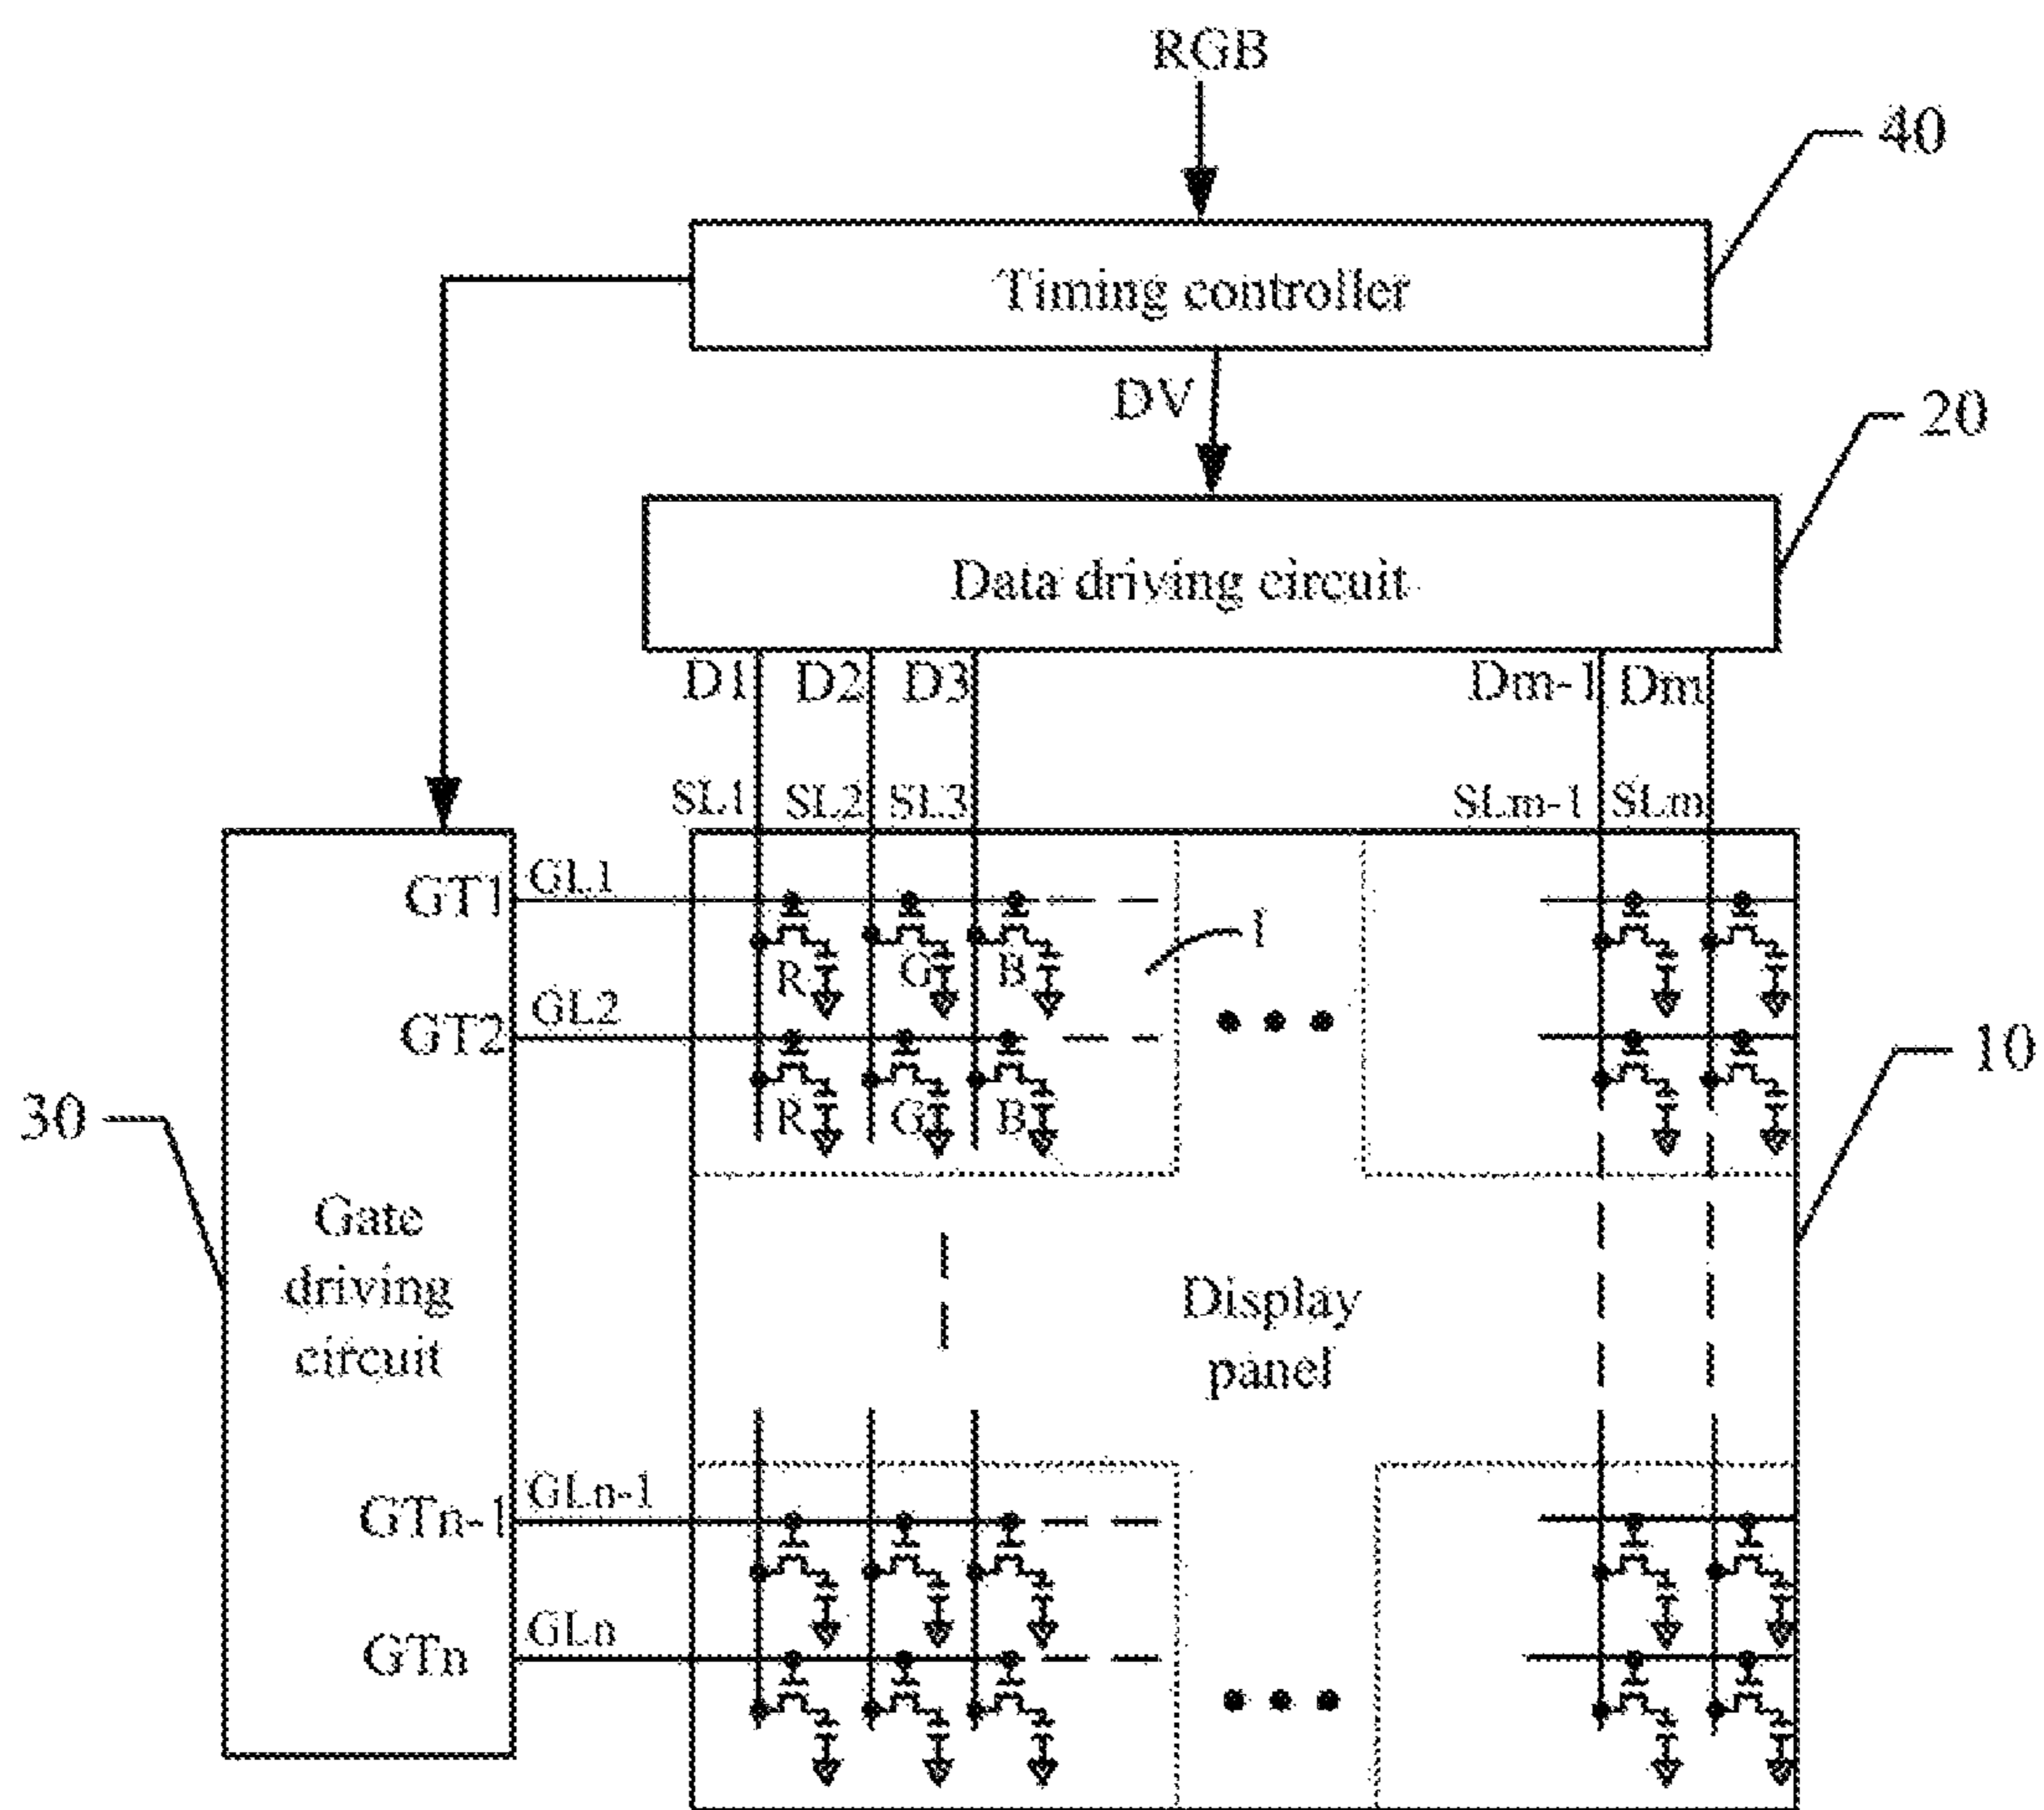 RGB
40
Timing controller
DV
20
Data driving circuit
D1 D2 D3 Dm-1 Dm
SL1 SL2 SL3 SLm-1 SLm
GT1 GL1
1
R G B
GT2 GL2
10
30
R G B
Gate
driving
circuit
Display
panel
GTn-1 GLn-1
GTn GLn